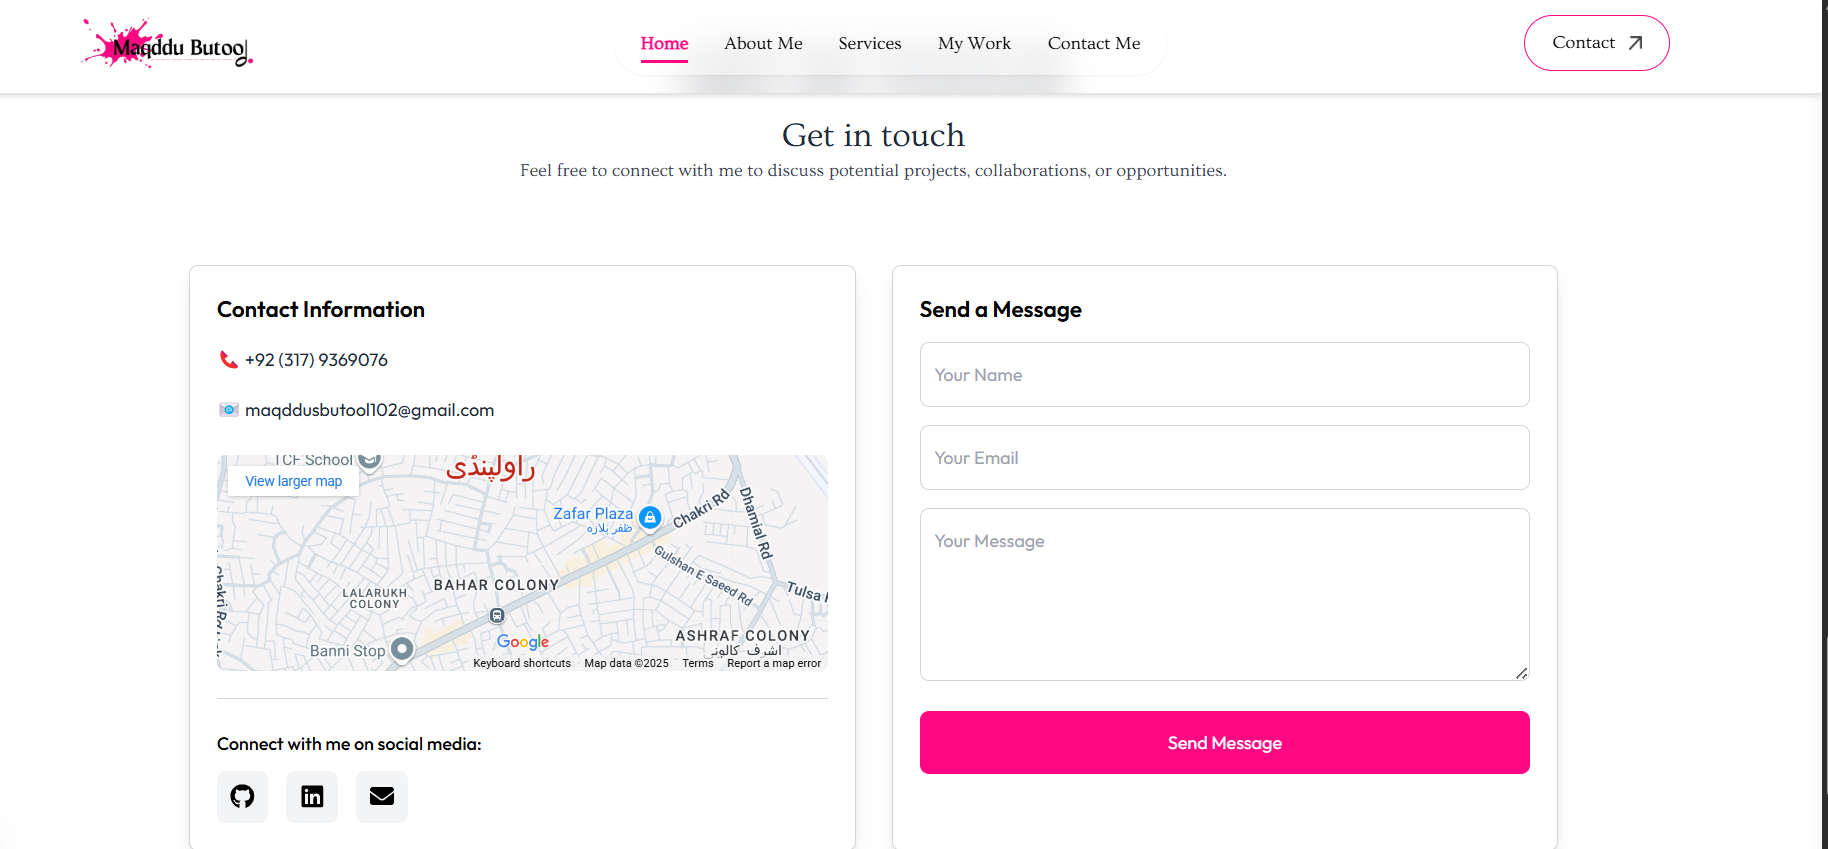 Maqddu Butool
Home
About Me
Services
My Work
Contact Me
Contact
Get in touch
Feel free to connect with me to discuss potential projects, collaborations, or opportunities.
Contact Information
+92 (317) 9369076
maqddusbutool102@gmail.com
TCF School
راولپنڈی
View larger map
Zafar Plaza
ظفر پلازہ
Chakri Rd
Dhamial Rd
Gulshan E Saeed Rd
BAHAR COLONY
LALARUKH
COLONY
Chakri Rd
Tulsa
ASHRAF COLONY
اشرف کالونی
Banni Stop
Google
Keyboard shortcuts
Map data ©2025
Terms
Report a map error
Connect with me on social media:
Send a Message
Your Name
Your Email
Your Message
Send Message